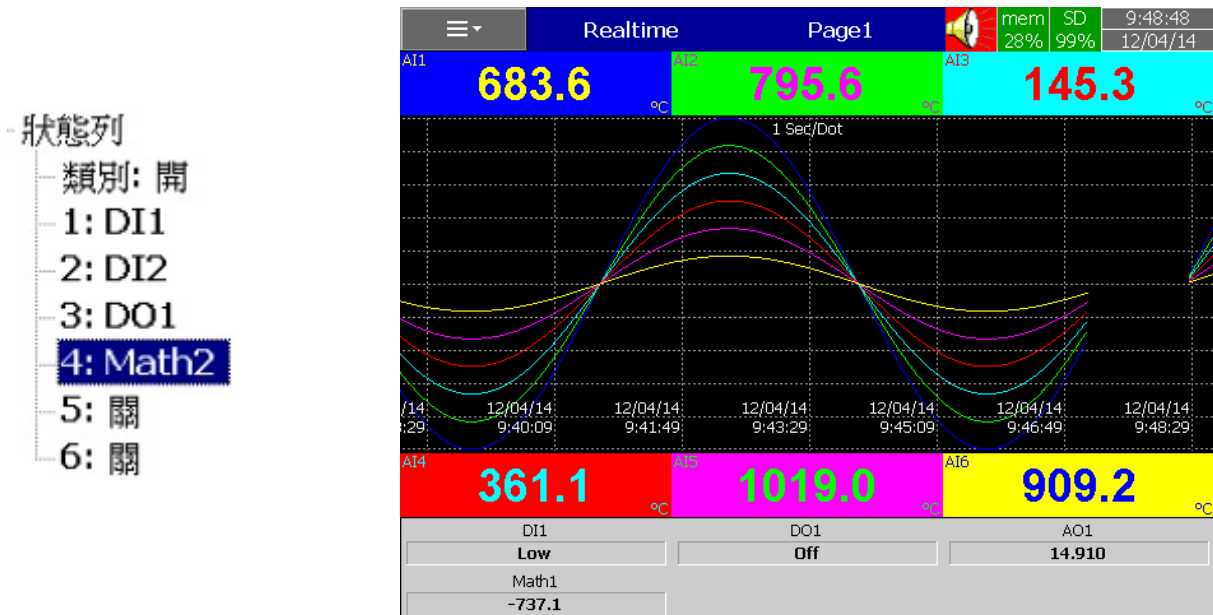 狀態列
類別: 開
1: DI1
2: DI2
3: DO1
4: Math2
5: 關
6: 關
Realtime Page1 mem SD 9:48:48
28% 99% 12/04/14
AI1 AI2 AI3
683.6 °C 795.6 °C 145.3 °C
1 Sec/Dot
/14 12/04/14 12/04/14 12/04/14 12/04/14 12/04/14 12/04/14
:29 9:40:09 9:41:49 9:43:29 9:45:09 9:46:49 9:48:29
AI4 AI5 AI6
361.1 °C 1019.0 °C 909.2 °C
DI1 DO1 AO1
Low Off 14.910
Math1
-737.1